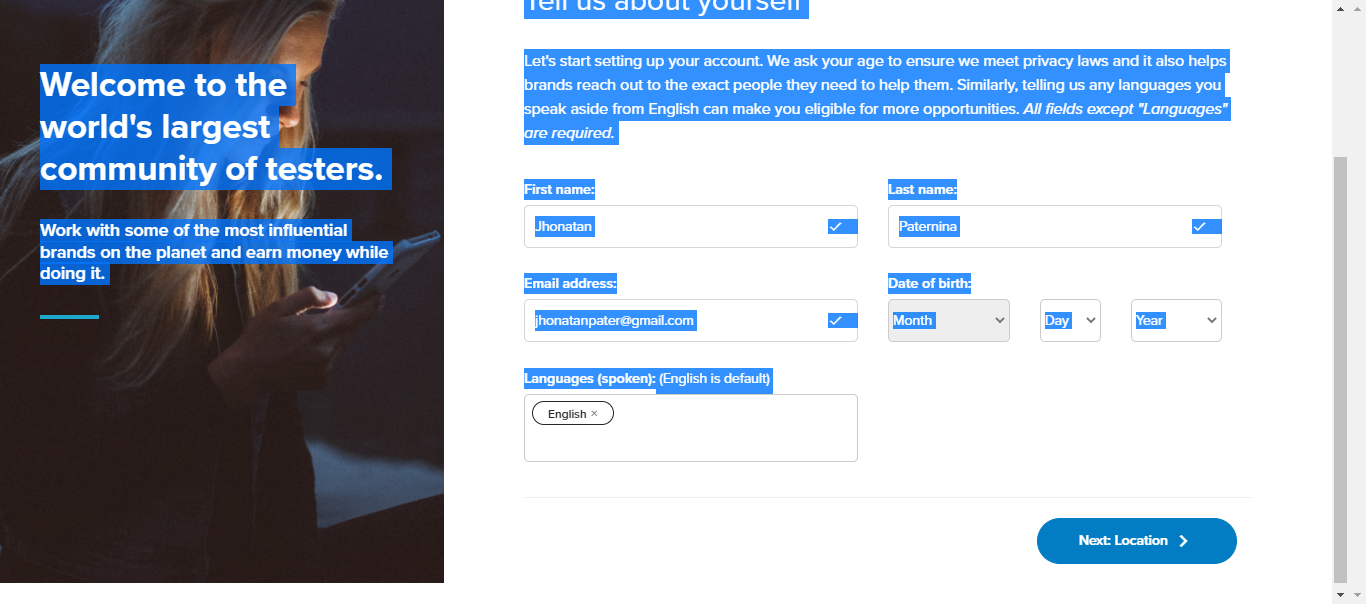 Welcome to the
world's largest
community of testers.
Work with some of the most influential
brands on the planet and earn money while
doing it.
Tell us about yourself
Let's start setting up your account. We ask your age to ensure we meet privacy laws and it also helps
brands reach out to the exact people they need to help them. Similarly, telling us any languages you
speak aside from English can make you eligible for more opportunities. All fields except "Languages"
are required.
First name:
Last name:
Jhonatan
Paternina
Email address:
Date of birth:
jhonatanpater@gmail.com
Month
Day
Year
Languages (spoken): (English is default)
English ×
Next: Location